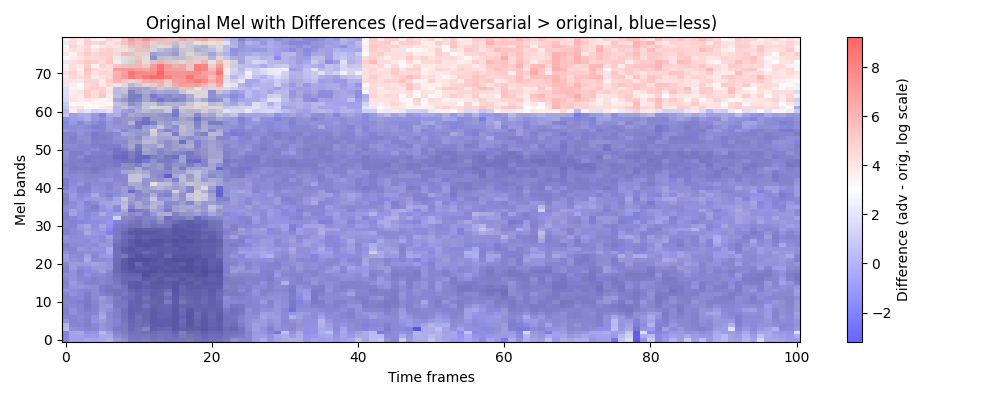 Original Mel with Differences (red=adversarial > original, blue=less)
70
60
50
40
30
20
10
0
Mel bands
0 20 40 60 80 100
Time frames
8
6
4
2
0
−2
Difference (adv - orig, log scale)